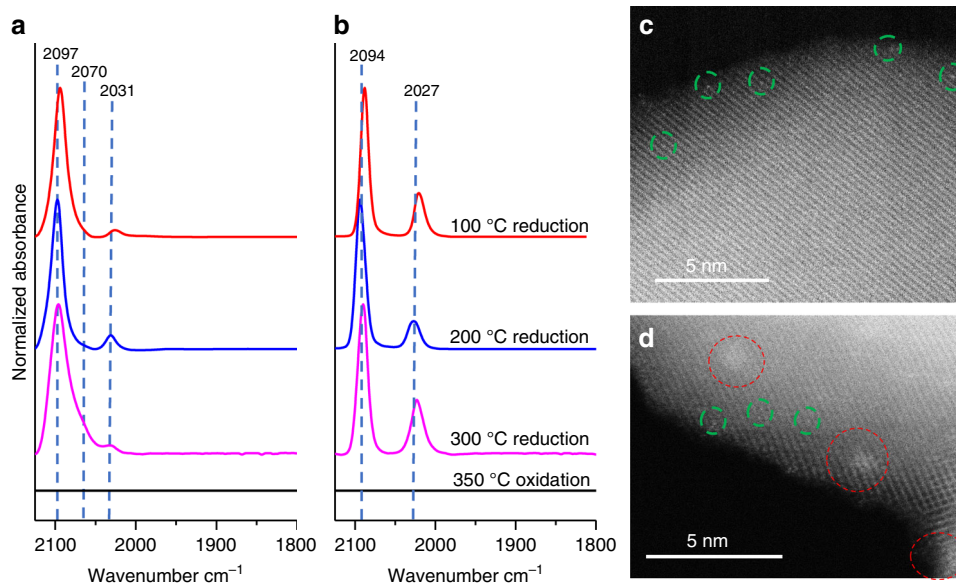 a
2097
2070
2031
Normalized absorbance
2100
2000
1900
1800
Wavenumber cm⁻¹
b
2094
2027
100 °C reduction
200 °C reduction
300 °C reduction
350 °C oxidation
2100
2000
1900
1800
Wavenumber cm⁻¹
c
5 nm
d
5 nm